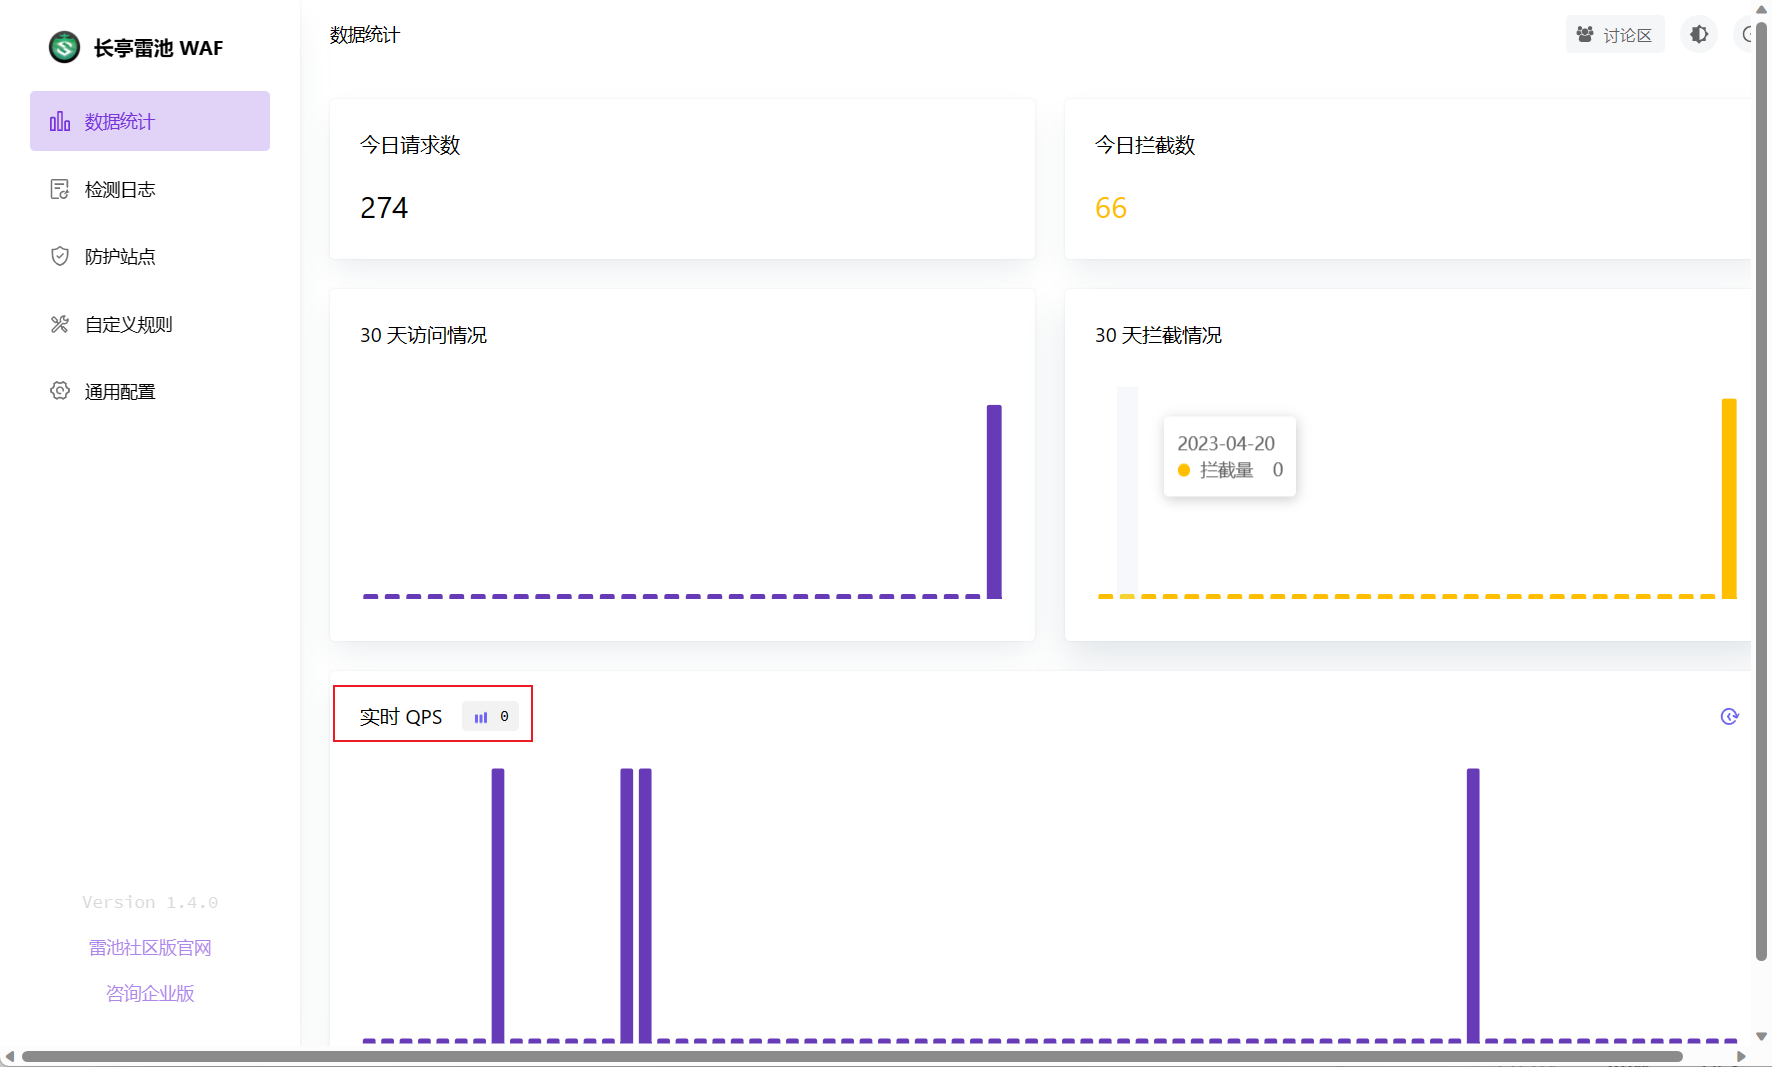 长亭雷池 WAF
数据统计
检测日志
防护站点
自定义规则
通用配置
Version 1.4.0
雷池社区版官网
咨询企业版
数据统计
讨论区
今日请求数
274
今日拦截数
66
30 天访问情况
30 天拦截情况
2023-04-20
拦截量 0
实时 QPS 0